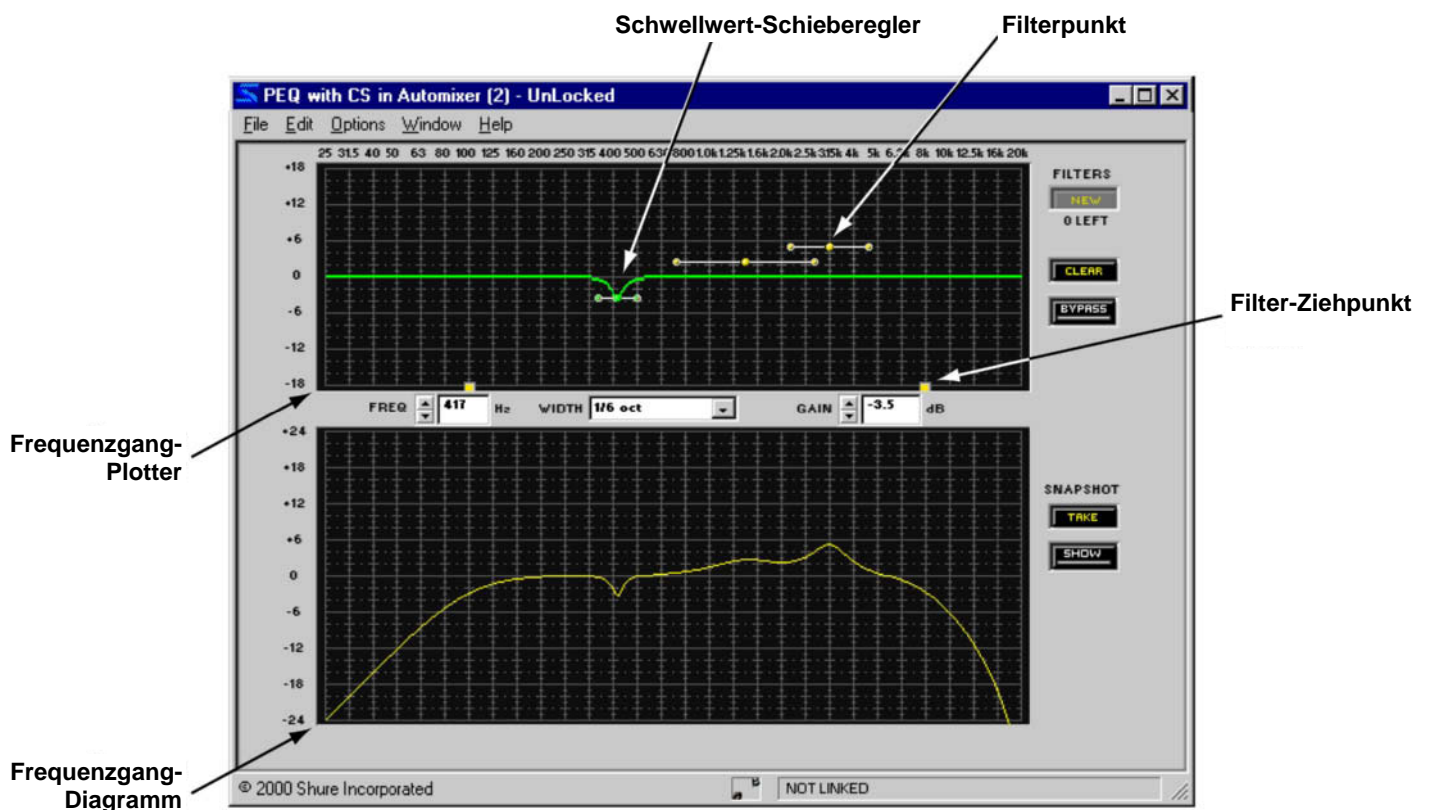 Schwellwert-Schieberegler
Filterpunkt
PEQ with CS in Automixer (2) - UnLocked
File Edit Options Window Help
25 31.5 40 50 63 80 100 125 160 200 250 315 400 500 630 800 1.0k 1.25k 1.6k 2.0k 2.5k 3.15k 4k 5k 6.3k 8k 10k 12.5k 16k 20k
+18
+12
+6
0
-6
-12
-18
FILTERS
NEW
0 LEFT
CLEAR
BYPASS
Filter-Ziehpunkt
FREQ 417 Hz WIDTH 1/6 oct GAIN -3.5 dB
Frequenzgang-
Plotter
+24
+18
+12
+6
0
-6
-12
-18
-24
SNAPSHOT
TAKE
SHOW
Frequenzgang-
Diagramm
© 2000 Shure Incorporated
a B
NOT LINKED